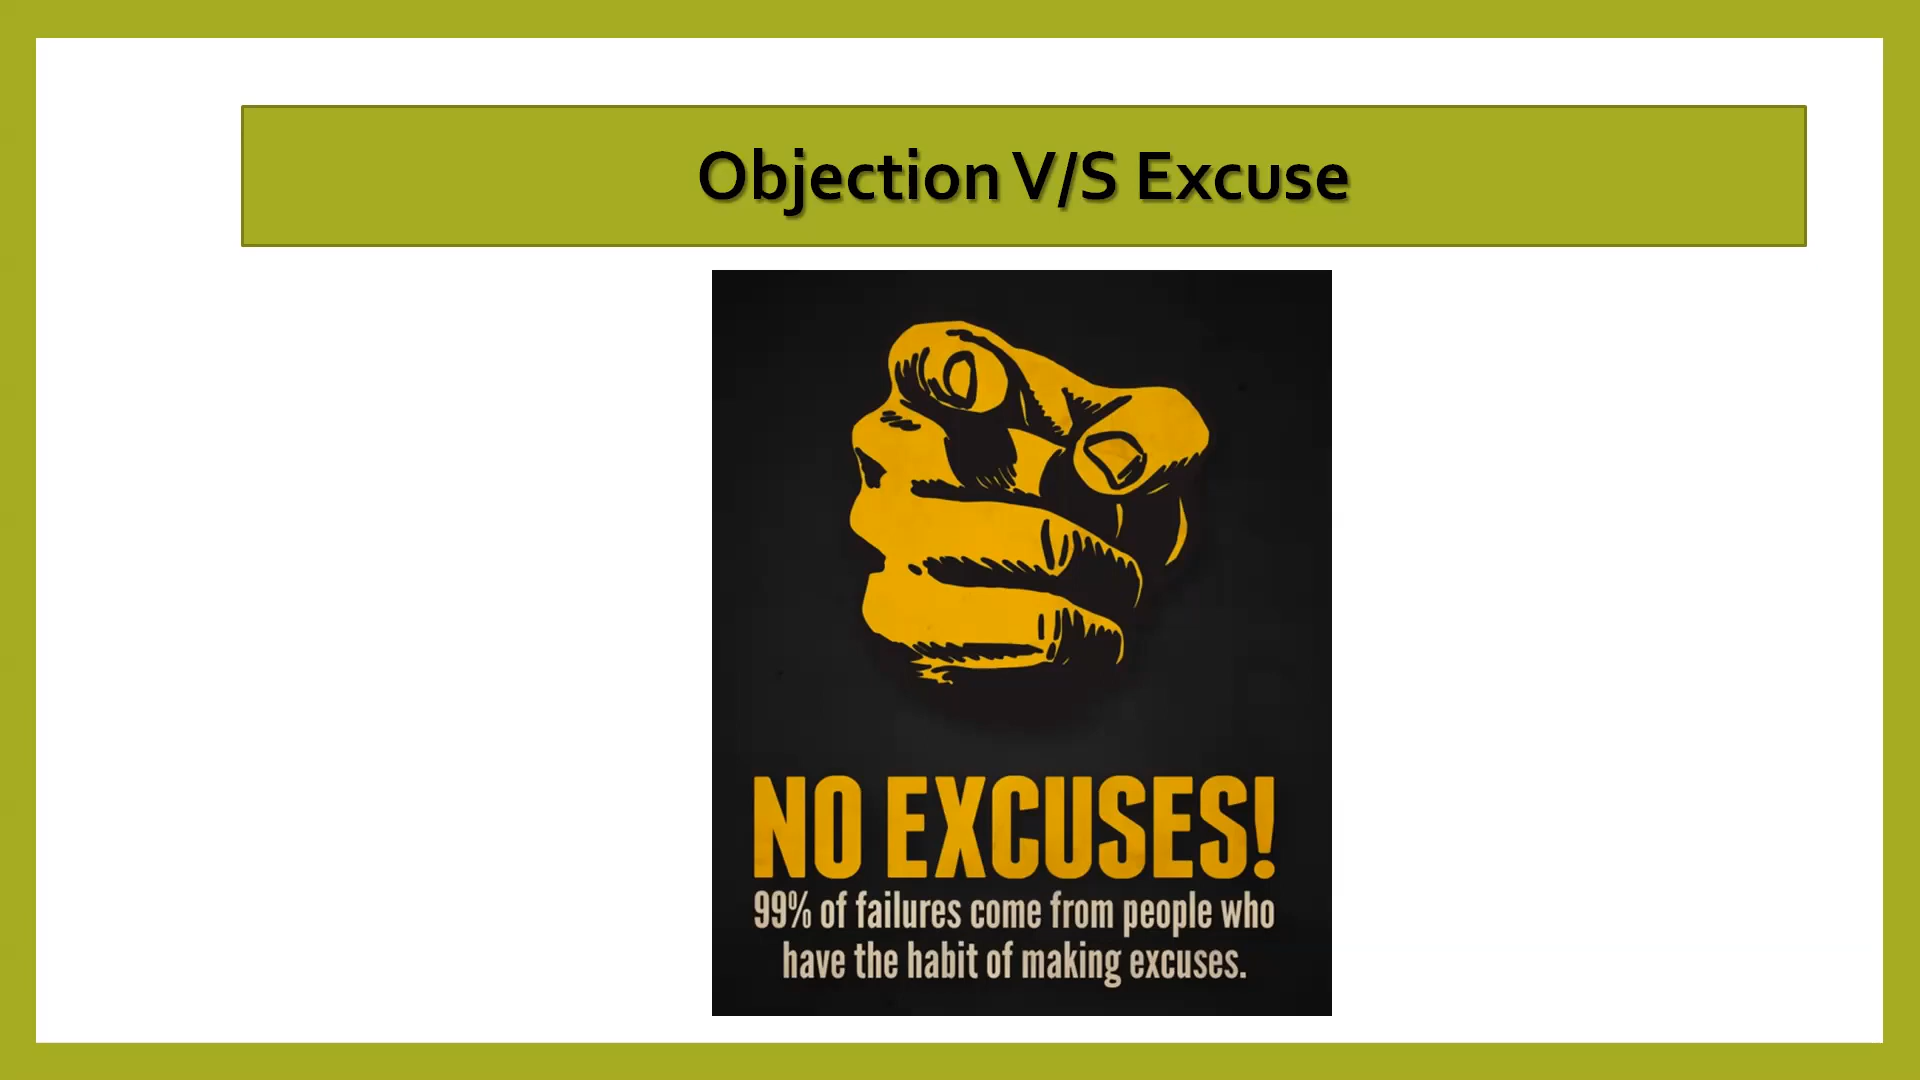 Objection V/S Excuse
NO EXCUSES!
99% of failures come from people who
have the habit of making excuses.